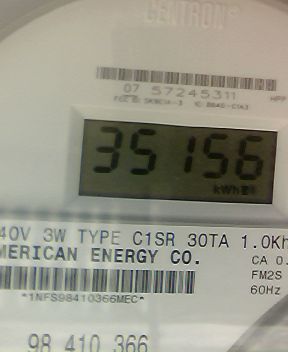 CENTRON®
07 57245311
35156
kWh
40V 3W TYPE C1SR 30TA 1.0Kh
MERICAN ENERGY CO.
CA 0.
FM2S
60Hz
*1NFS98410366MEC*
98 410 366